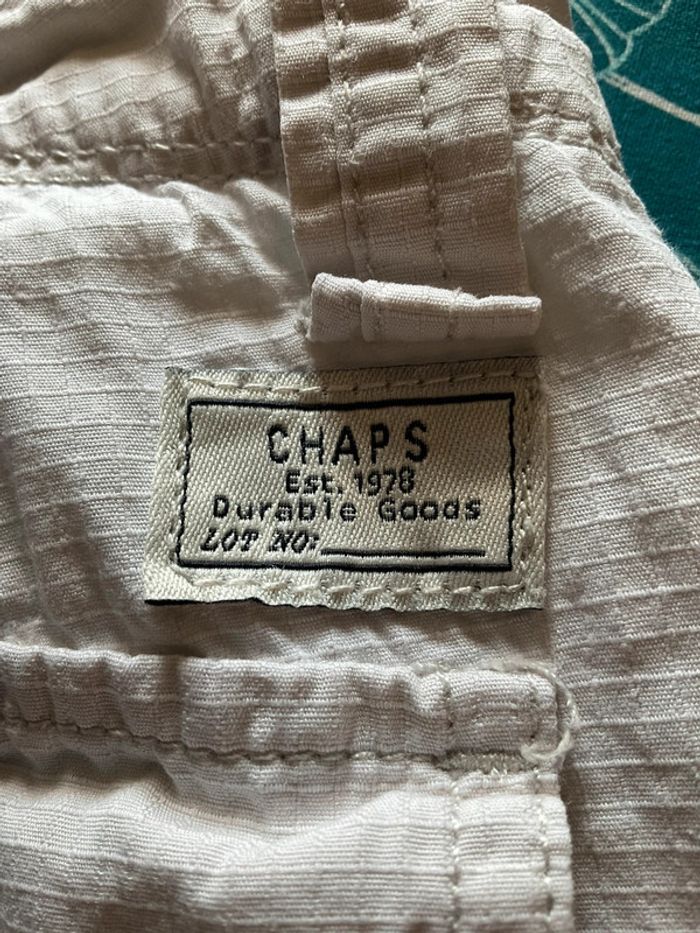 CHAPS
Est. 1978
Durable Goods
LOT NO: